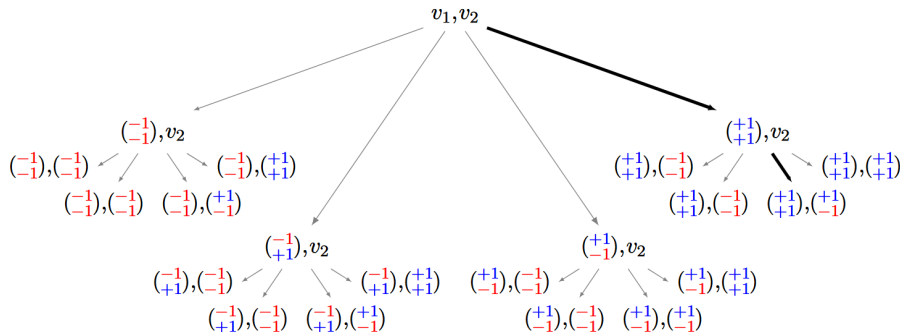 v₁,v₂
(−1 −1),v₂ (+1 +1),v₂
(−1 −1),(−1 −1) (−1 −1),(+1 +1) (+1 +1),(−1 −1) (+1 +1),(+1 +1)
(−1 −1),(−1 −1) (−1 −1),(+1 −1) (+1 +1),(−1 −1) (+1 +1),(+1 −1)
(−1 +1),v₂ (+1 −1),v₂
(−1 +1),(−1 −1) (−1 +1),(+1 +1) (+1 −1),(−1 −1) (+1 −1),(+1 +1)
(−1 +1),(−1 −1) (−1 +1),(+1 −1) (+1 −1),(−1 −1) (+1 −1),(+1 −1)